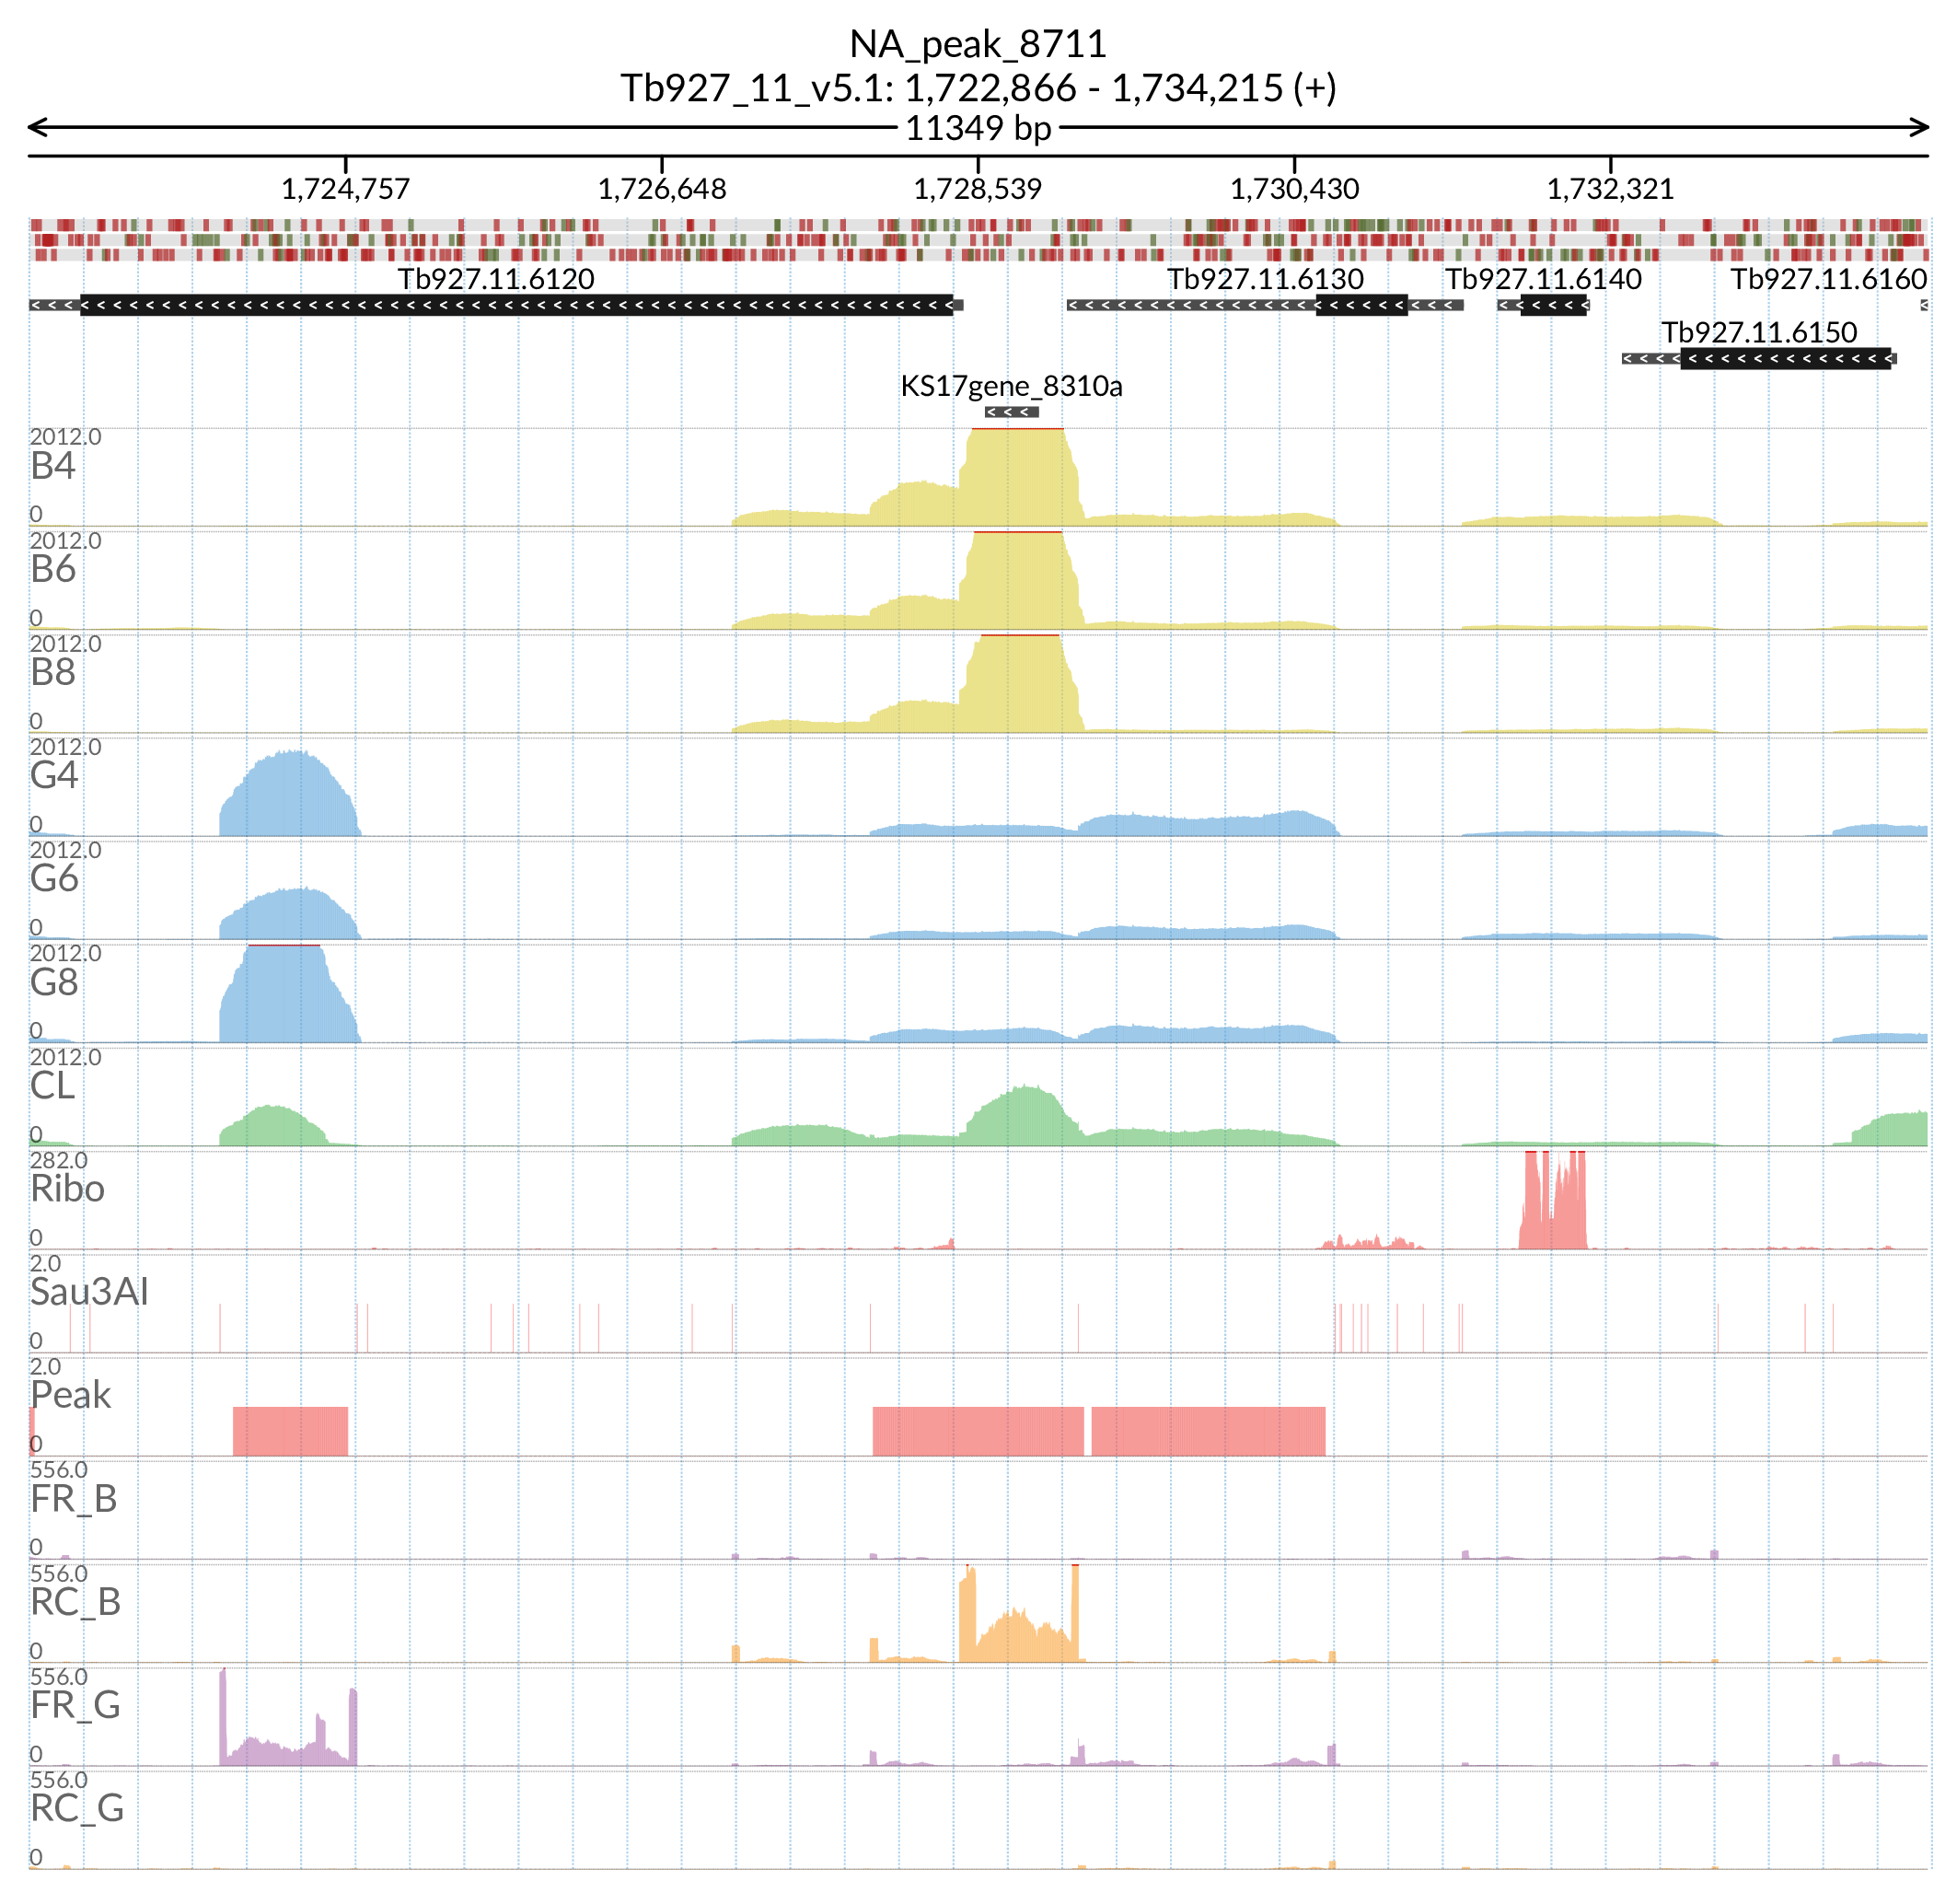 NA_peak_8711
Tb927_11_v5.1: 1,722,866 - 1,734,215 (+)
11349 bp
1,724,757 1,726,648 1,728,539 1,730,430 1,732,321
Tb927.11.6120 Tb927.11.6130 Tb927.11.6140 Tb927.11.6160
Tb927.11.6150
KS17gene_8310a
2012.0
B4
0
2012.0
B6
0
2012.0
B8
0
2012.0
G4
0
2012.0
G6
0
2012.0
G8
0
2012.0
CL
0
282.0
Ribo
0
2.0
Sau3AI
0
2.0
Peak
0
556.0
FR_B
0
556.0
RC_B
0
556.0
FR_G
0
556.0
RC_G
0